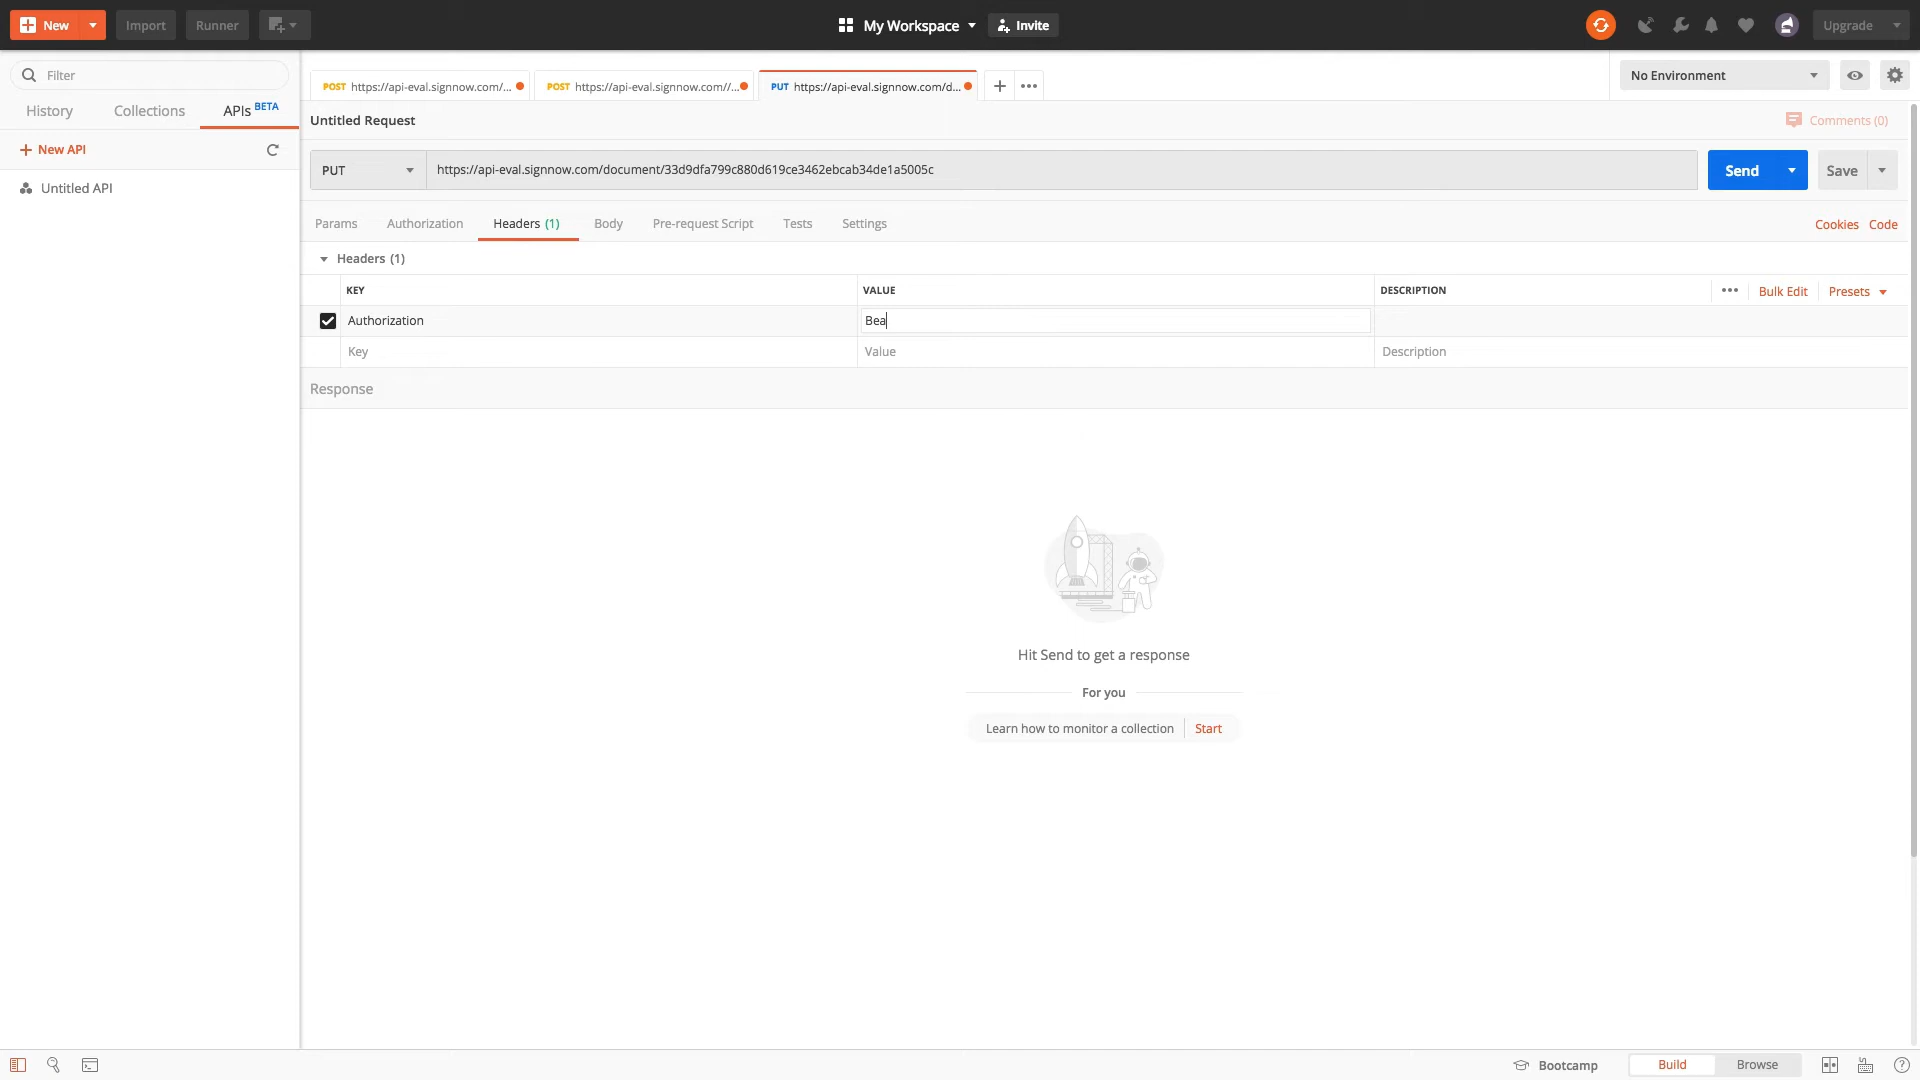 New
Import
Runner
My Workspace
Invite
Upgrade
Filter
History
Collections
APIs BETA
New API
Untitled API
POST https://api-eval.signnow.com/...
POST https://api-eval.signnow.com//...
PUT https://api-eval.signnow.com/d...
No Environment
Untitled Request
Comments (0)
PUT
https://api-eval.signnow.com/document/33d9dfa799c880d619ce3462ebcab34de1a5005c
Send
Save
Params
Authorization
Headers (1)
Body
Pre-request Script
Tests
Settings
Cookies
Code
Headers (1)
KEY
VALUE
DESCRIPTION
Bulk Edit
Presets
Authorization
Bea
Key
Value
Description
Response
Hit Send to get a response
For you
Learn how to monitor a collection
Start
Bootcamp
Build
Browse